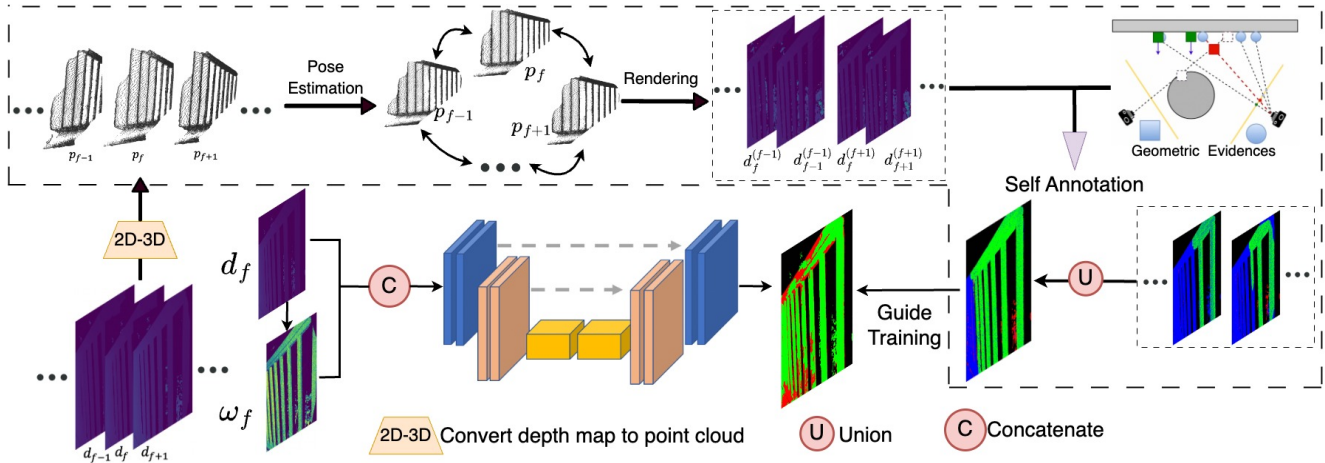 Pose
Estimation
Rendering
p_{f-1}
p_f
p_{f+1}
p_f
p_{f-1}
p_{f+1}
d_f^{(f-1)}
d_{f-1}^{(f-1)}
d_f^{(f+1)}
d_{f+1}^{(f+1)}
Geometric Evidences
Self Annotation
2D-3D
d_f
ω_f
C
U
Guide
Training
d_{f-1}
d_f
d_{f+1}
2D-3D Convert depth map to point cloud
U Union
C Concatenate